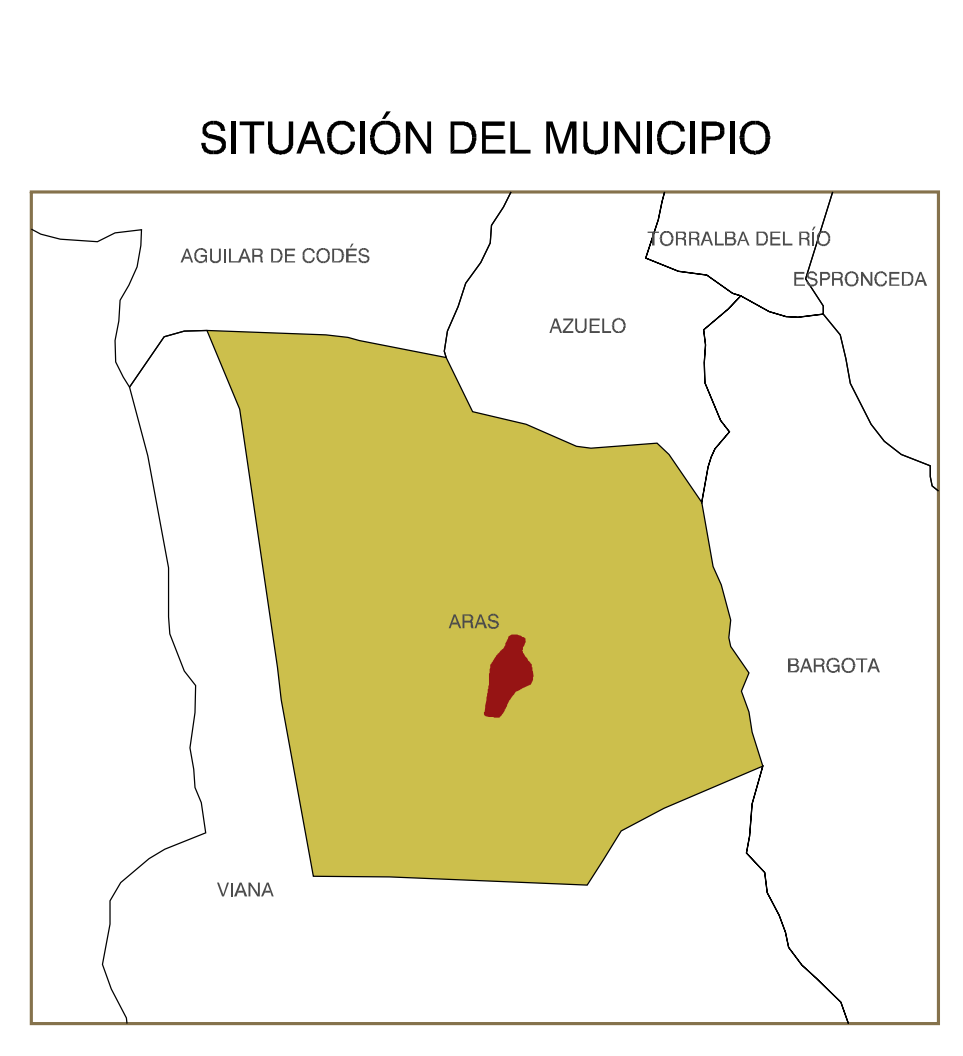 SITUACIÓN DEL MUNICIPIO
TORRALBA DEL RÍO
AGUILAR DE CODÉS
ESPRONCEDA
AZUELO
ARAS
BARGOTA
VIANA